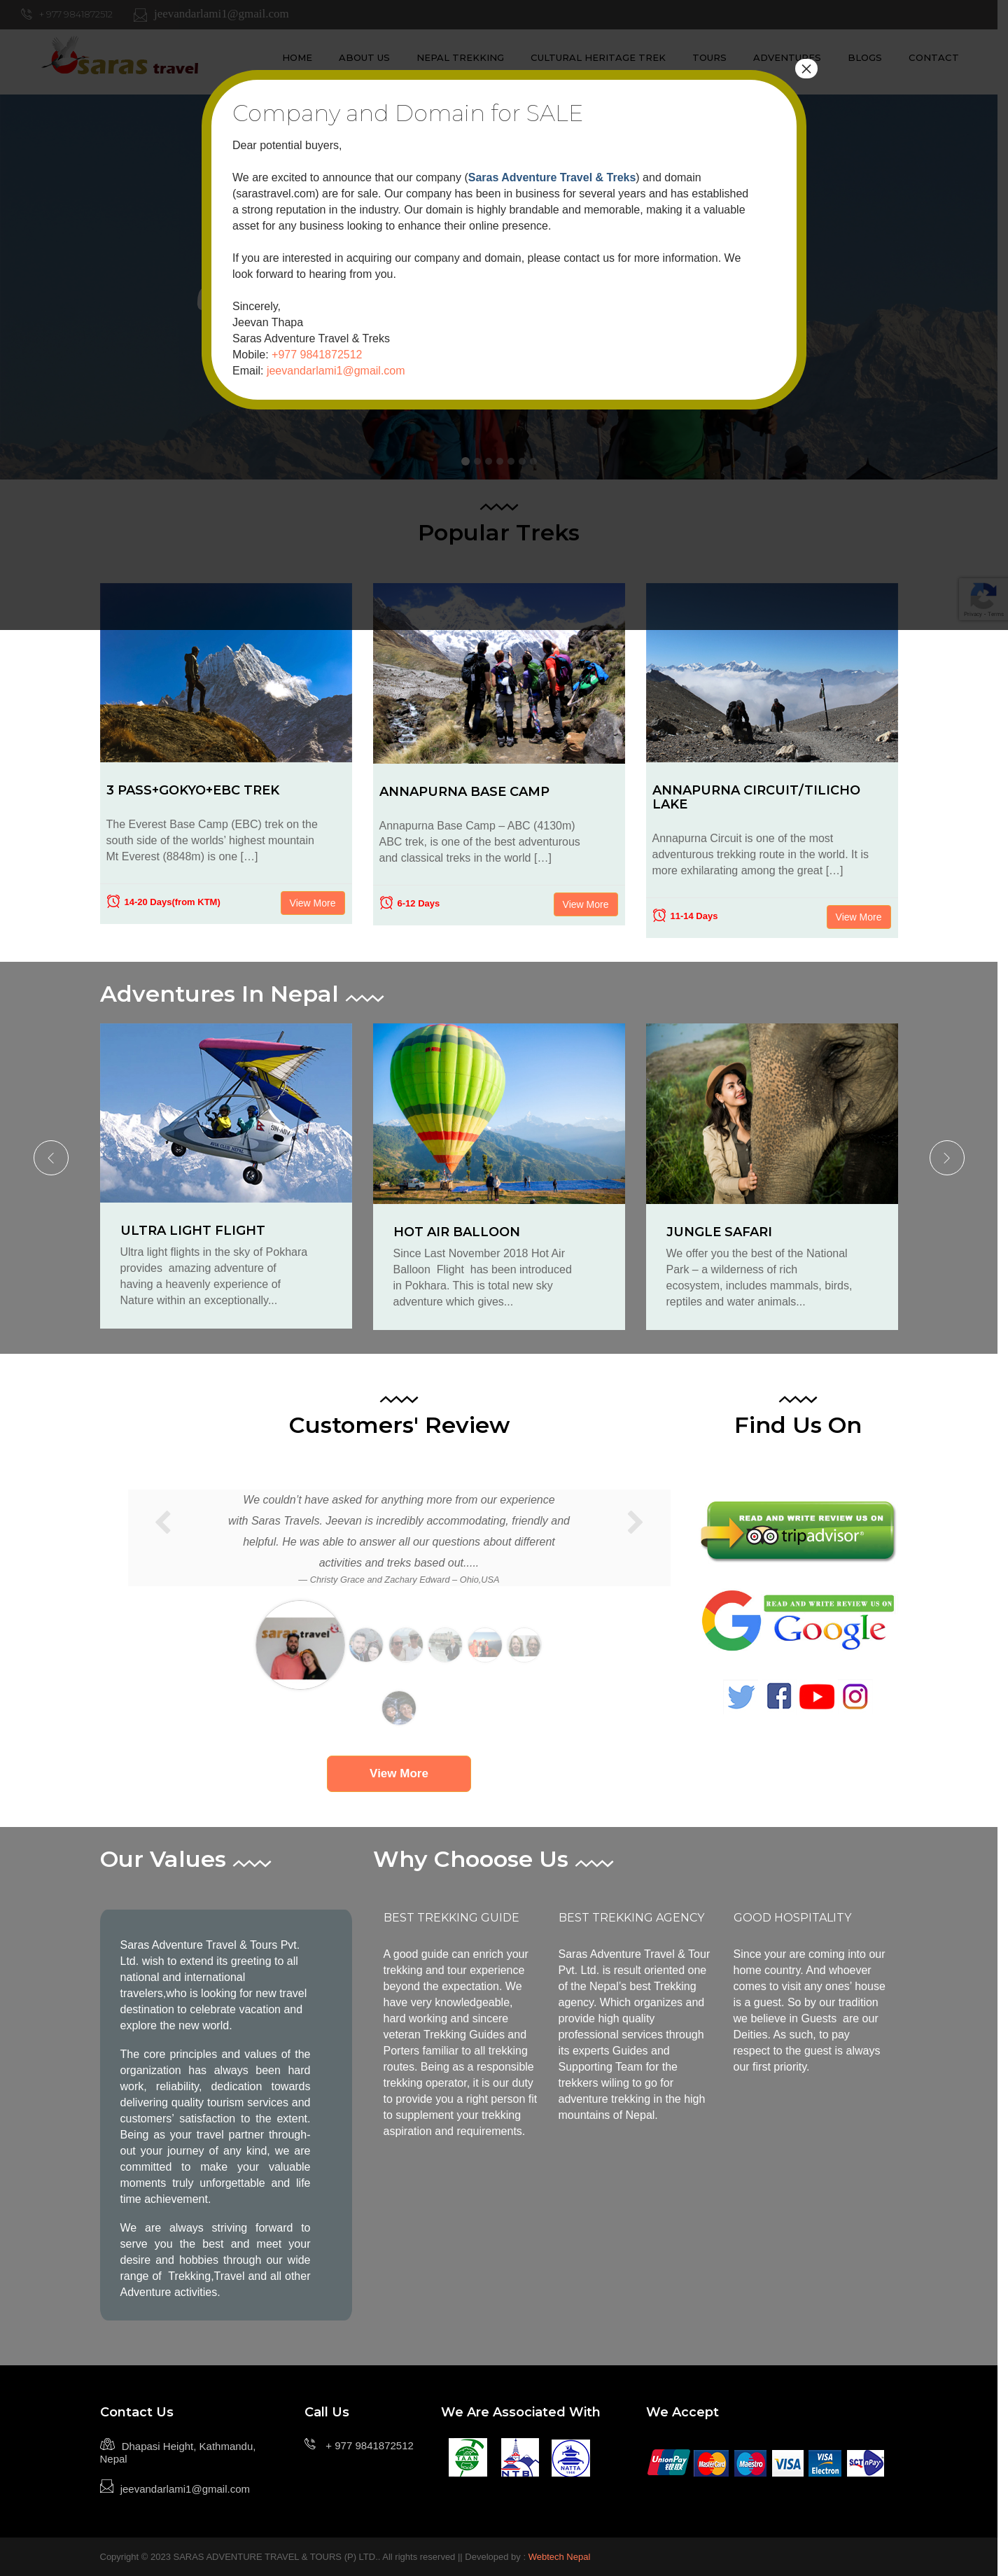 + 977 9841872512
jeevandarlami1@gmail.com
saras travel
HOME
ABOUT US
NEPAL TREKKING
CULTURAL HERITAGE TREK
TOURS
ADVENTURES
BLOGS
CONTACT
×
Company and Domain for SALE
Dear potential buyers,
We are excited to announce that our company (Saras Adventure Travel & Treks) and domain
(sarastravel.com) are for sale. Our company has been in business for several years and has established
a strong reputation in the industry. Our domain is highly brandable and memorable, making it a valuable
asset for any business looking to enhance their online presence.
If you are interested in acquiring our company and domain, please contact us for more information. We
look forward to hearing from you.
Sincerely,
Jeevan Thapa
Saras Adventure Travel & Treks
Mobile: +977 9841872512
Email: jeevandarlami1@gmail.com
Popular Treks
Privacy - Terms
3 PASS+GOKYO+EBC TREK
The Everest Base Camp (EBC) trek on the
south side of the worlds’ highest mountain
Mt Everest (8848m) is one […]
14-20 Days(from KTM)
View More
ANNAPURNA BASE CAMP
Annapurna Base Camp – ABC (4130m)
ABC trek, is one of the best adventurous
and classical treks in the world […]
6-12 Days
View More
ANNAPURNA CIRCUIT/TILICHO
LAKE
Annapurna Circuit is one of the most
adventurous trekking route in the world. It is
more exhilarating among the great […]
11-14 Days
View More
Adventures In Nepal
ULTRA LIGHT FLIGHT
Ultra light flights in the sky of Pokhara
provides amazing adventure of
having a heavenly experience of
Nature within an exceptionally...
HOT AIR BALLOON
Since Last November 2018 Hot Air
Balloon Flight has been introduced
in Pokhara. This is total new sky
adventure which gives...
JUNGLE SAFARI
We offer you the best of the National
Park – a wilderness of rich
ecosystem, includes mammals, birds,
reptiles and water animals...
Customers' Review
We couldn’t have asked for anything more from our experience
with Saras Travels. Jeevan is incredibly accommodating, friendly and
helpful. He was able to answer all our questions about different
activities and treks based out.....
— Christy Grace and Zachary Edward – Ohio,USA
saras travel
View More
Find Us On
READ AND WRITE REVIEW US ON
tripadvisor®
READ AND WRITE REVIEW US ON
Google
Our Values
Saras Adventure Travel & Tours Pvt.
Ltd. wish to extend its greeting to all
national and international
travelers,who is looking for new travel
destination to celebrate vacation and
explore the new world.
The core principles and values of the
organization has always been hard
work, reliability, dedication towards
delivering quality tourism services and
customers’ satisfaction to the extent.
Being as your travel partner through-
out your journey of any kind, we are
committed to make your valuable
moments truly unforgettable and life
time achievement.
We are always striving forward to
serve you the best and meet your
desire and hobbies through our wide
range of Trekking,Travel and all other
Adventure activities.
Why Chooose Us
BEST TREKKING GUIDE
A good guide can enrich your
trekking and tour experience
beyond the expectation. We
have very knowledgeable,
hard working and sincere
veteran Trekking Guides and
Porters familiar to all trekking
routes. Being as a responsible
trekking operator, it is our duty
to provide you a right person fit
to supplement your trekking
aspiration and requirements.
BEST TREKKING AGENCY
Saras Adventure Travel & Tour
Pvt. Ltd. is result oriented one
of the Nepal’s best Trekking
agency. Which organizes and
provide high quality
professional services through
its experts Guides and
Supporting Team for the
trekkers wiling to go for
adventure trekking in the high
mountains of Nepal.
GOOD HOSPITALITY
Since your are coming into our
home country. And whoever
comes to visit any ones’ house
is a guest. So by our tradition
we believe in Guests are our
Deities. As such, to pay
respect to the guest is always
our first priority.
Contact Us
Dhapasi Height, Kathmandu,
Nepal
jeevandarlami1@gmail.com
Call Us
+ 977 9841872512
We Are Associated With
TAAN
NTB
NATTA
We Accept
UnionPay
MasterCard
Maestro
VISA
VISA
Electron
SCT inPay
Copyright © 2023 SARAS ADVENTURE TRAVEL & TOURS (P) LTD.. All rights reserved || Developed by : Webtech Nepal